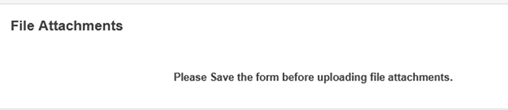 File Attachments
Please Save the form before uploading file attachments.